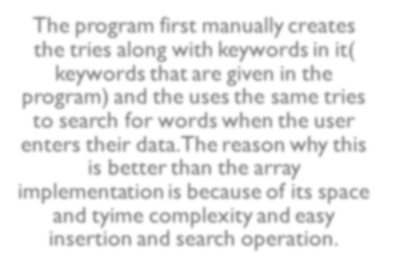 The program first manually creates
the tries along with keywords in it(
keywords that are given in the
program) and the uses the same tries
to search for words when the user
enters their data.The reason why this
is better than the array
implementation is because of its space
and tyime complexity and easy
insertion and search operation.